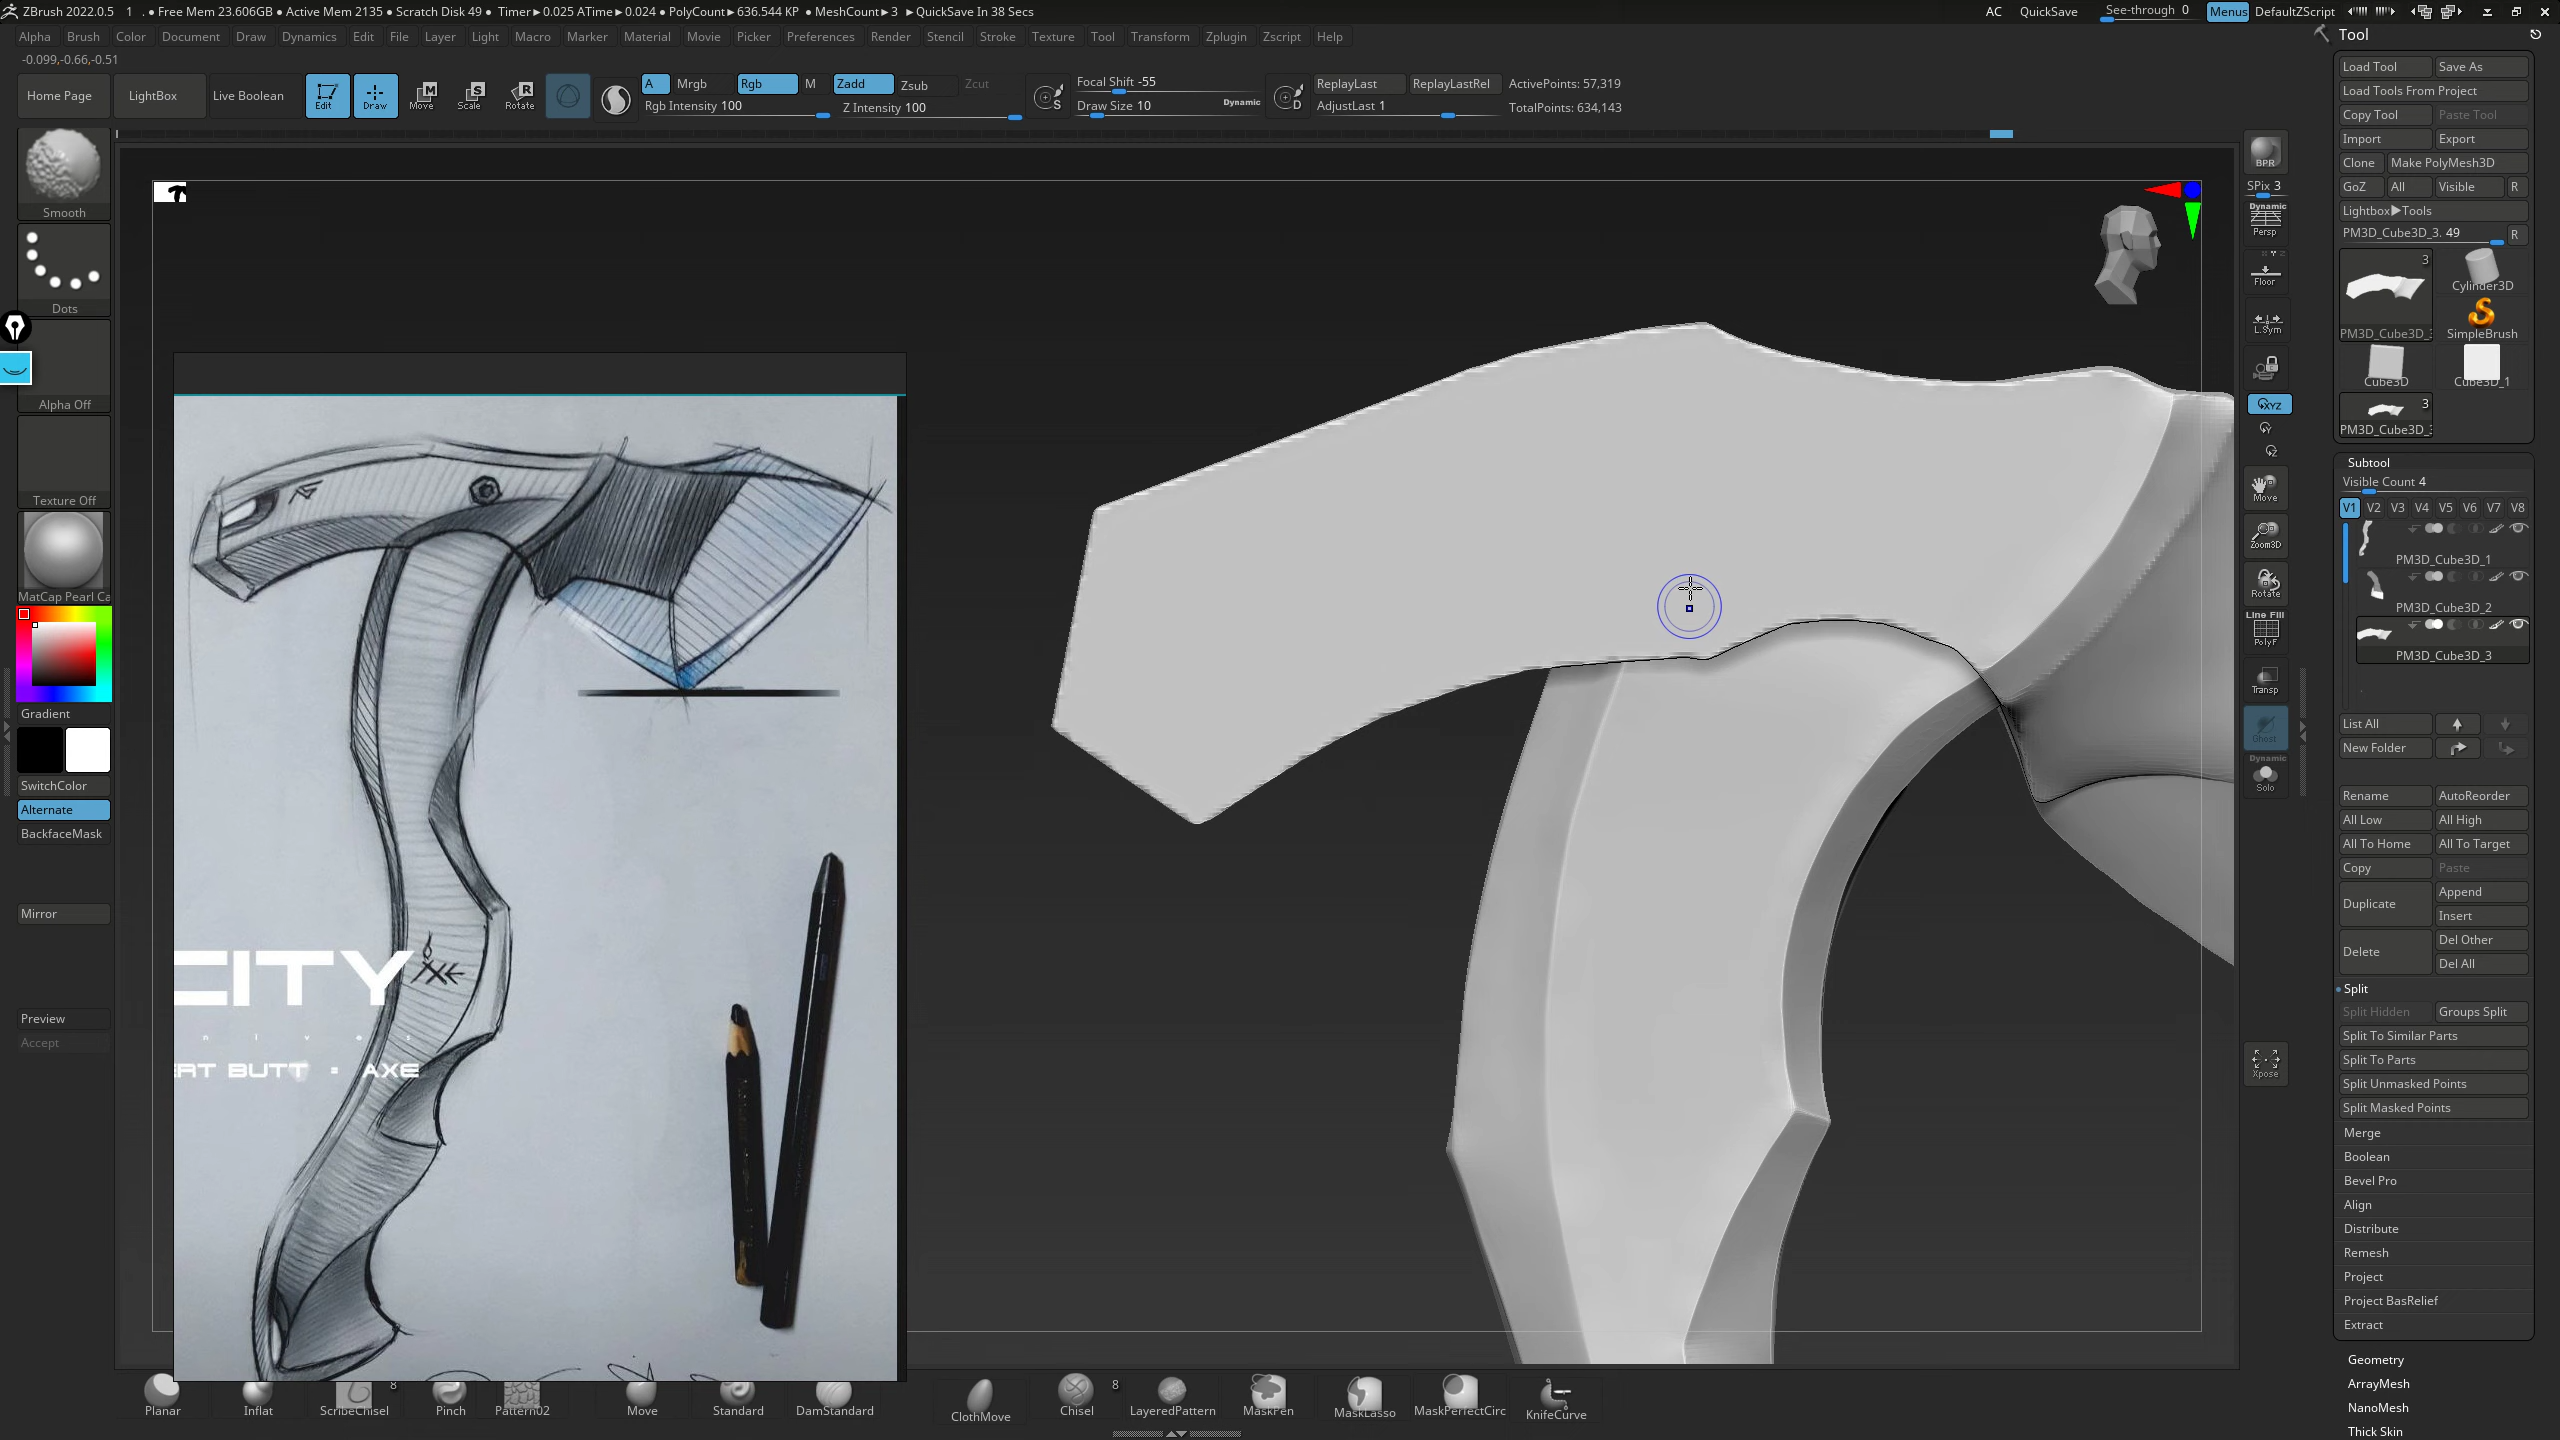 ZBrush 2022.0.5 1 . • Free Mem 23.606GB • Active Mem 2135 • Scratch Disk 49 • Timer►0.025 ATime►0.024 • PolyCount►636.544 KP • MeshCount►3 ►QuickSave In 38 Secs
AC QuickSave See-through 0 Menus DefaultZScript
Alpha Brush Color Document Draw Dynamics Edit File Layer Light Macro Marker Material Movie Picker Preferences Render Stencil Stroke Texture Tool Transform Zplugin Zscript Help
-0.099,-0.66,-0.51
Home Page LightBox Live Boolean Edit Draw Move Scale Rotate
A Mrgb Rgb M Zadd Zsub Zcut
Rgb Intensity 100 Z Intensity 100
Focal Shift -55
Draw Size 10 Dynamic
S D
ReplayLast ReplayLastRel ActivePoints: 57,319
AdjustLast 1 TotalPoints: 634,143
Smooth
Dots
Alpha Off
Texture Off
MatCap Pearl Ca
Gradient
SwitchColor
Alternate
BackfaceMask
Mirror
Preview
Accept
CITY
n l v e s
ERT BUTT AXE
AXE
Planar Inflat ScribeChisel 8 Pinch Pattern02 Move Standard DamStandard ClothMove Chisel 8 LayeredPattern MaskPen MaskLasso MaskPerfectCirc KnifeCurve
BPR
SPix 3
Dynamic
Persp
Floor
L.Sym
XYZ
Y
Z
Move
Zoom3D
Rotate
Line Fill
PolyF
Transp
Ghost
Dynamic
Solo
Xpose
Tool
Load Tool Save As
Load Tools From Project
Copy Tool Paste Tool
Import Export
Clone Make PolyMesh3D
GoZ All Visible R
Lightbox►Tools
PM3D_Cube3D_3. 49 R
3
Cylinder3D
PM3D_Cube3D_3 SimpleBrush
Cube3D Cube3D_1
3
PM3D_Cube3D_3
Subtool
Visible Count 4
V1 V2 V3 V4 V5 V6 V7 V8
PM3D_Cube3D_1
PM3D_Cube3D_2
PM3D_Cube3D_3
List All
New Folder
Rename AutoReorder
All Low All High
All To Home All To Target
Copy Paste
Duplicate Append
Insert
Delete Del Other
Del All
Split
Split Hidden Groups Split
Split To Similar Parts
Split To Parts
Split Unmasked Points
Split Masked Points
Merge
Boolean
Bevel Pro
Align
Distribute
Remesh
Project
Project BasRelief
Extract
Geometry
ArrayMesh
NanoMesh
Thick Skin